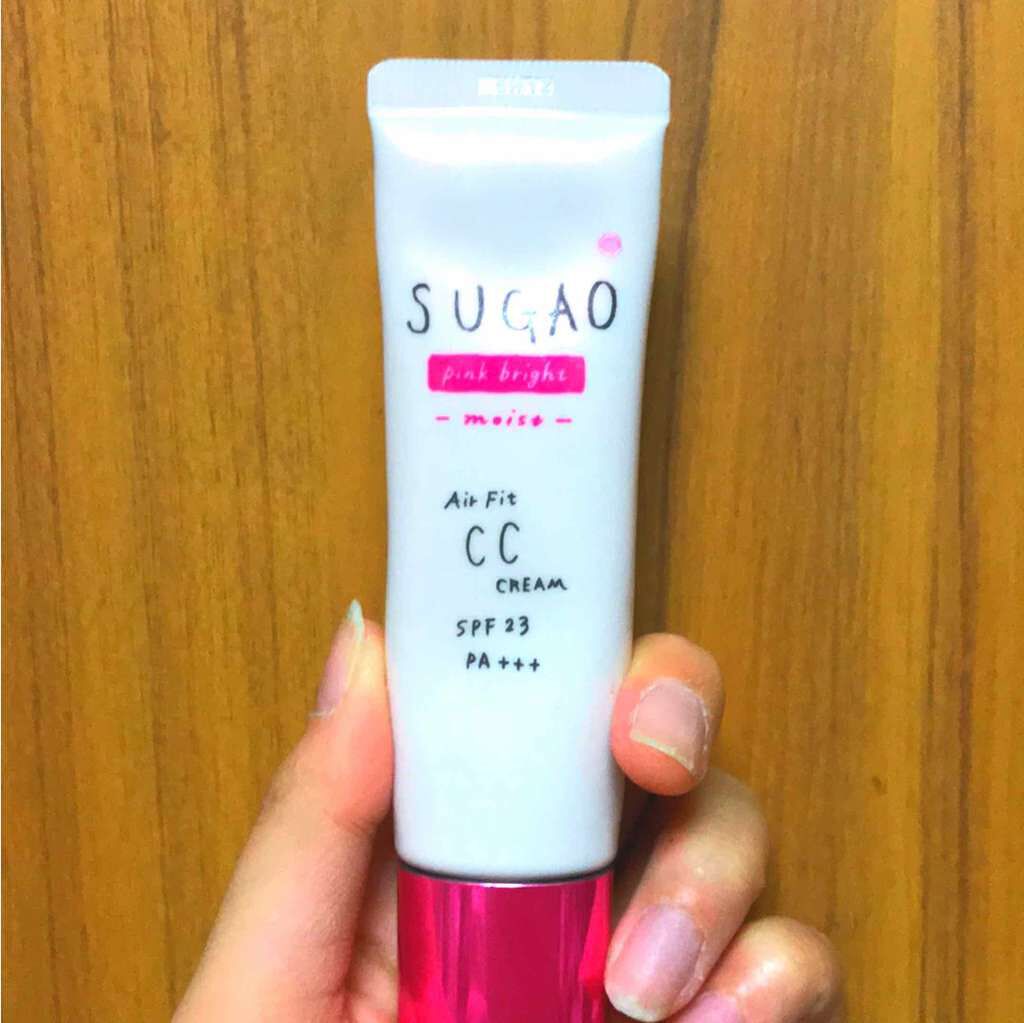 SUGAO
pink bright
- moist -
Air Fit
CC
CREAM
SPF 23
PA +++